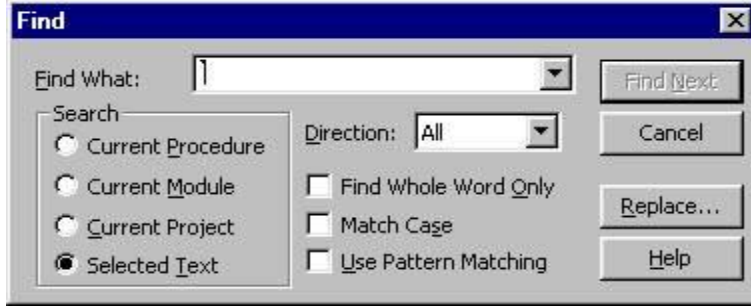 Find
Find What:
Find Next
Search
Current Procedure
Direction: All
Cancel
Current Module
Find Whole Word Only
Current Project
Match Case
Replace...
Selected Text
Use Pattern Matching
Help